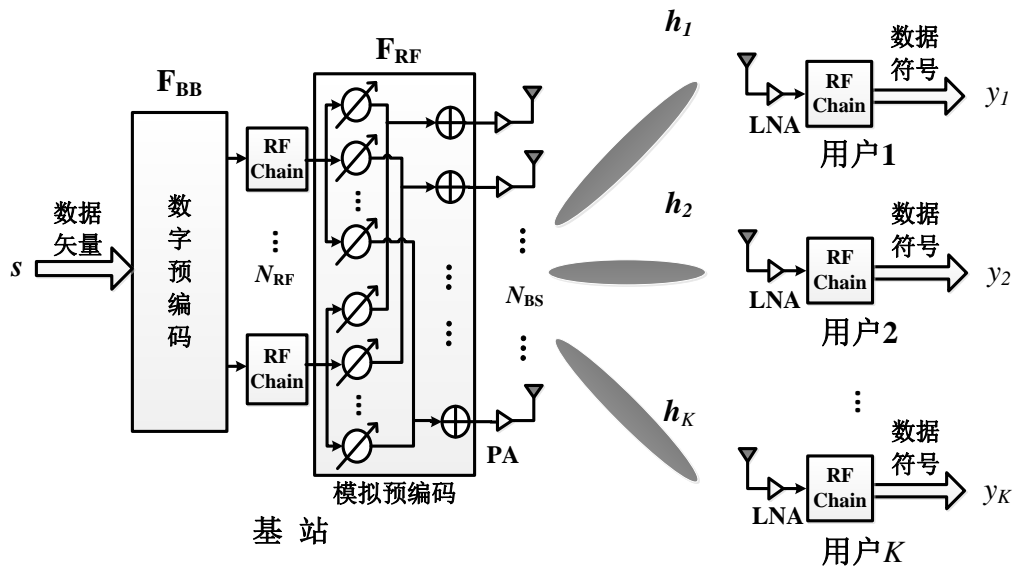 s
数据
矢量
F_BB
数
字
预
编
码
RF
Chain
N_RF
RF
Chain
F_RF
模拟预编码
基 站
N_BS
PA
h_1
h_2
h_K
LNA
RF
Chain
数据
符号
y_1
用户1
LNA
RF
Chain
数据
符号
y_2
用户2
LNA
RF
Chain
数据
符号
y_K
用户K